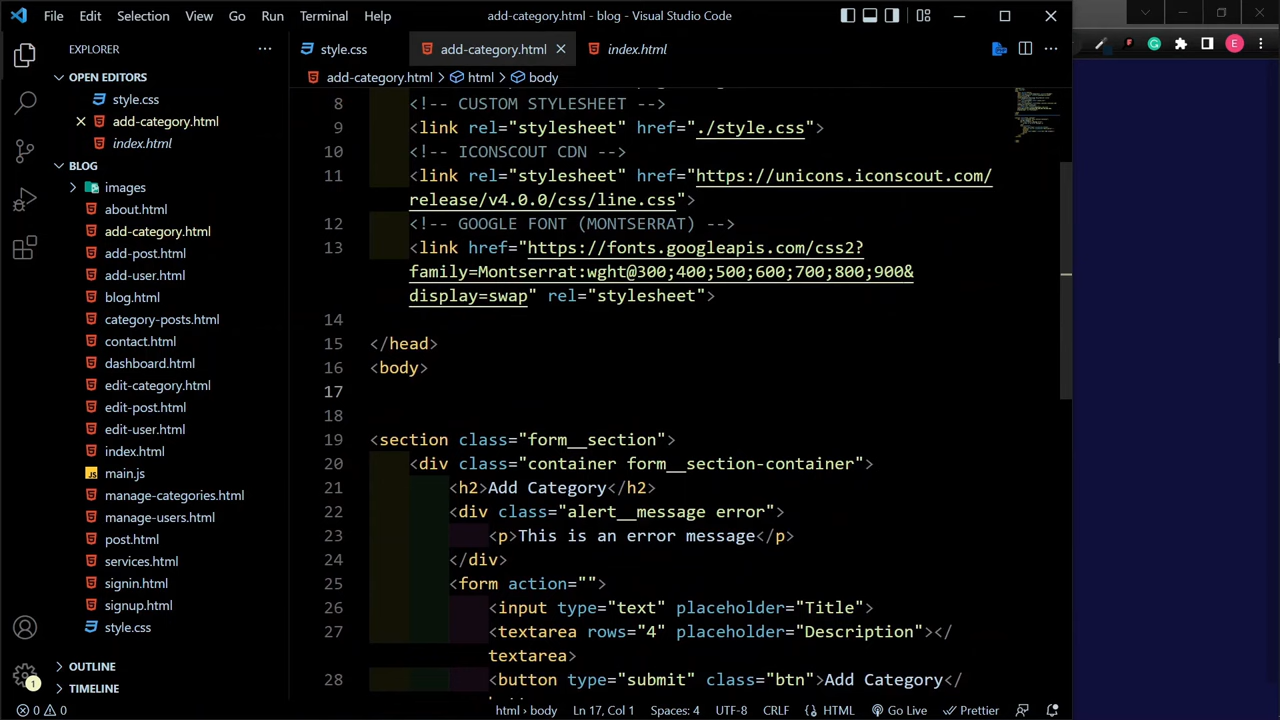 File Edit Selection View Go Run Terminal Help
add-category.html - blog - Visual Studio Code
EXPLORER
OPEN EDITORS
style.css
add-category.html
index.html
BLOG
images
about.html
add-category.html
add-post.html
add-user.html
blog.html
category-posts.html
contact.html
dashboard.html
edit-category.html
edit-post.html
edit-user.html
index.html
JS main.js
manage-categories.html
manage-users.html
post.html
services.html
signin.html
signup.html
style.css
OUTLINE
TIMELINE
1
style.css add-category.html index.html
add-category.html > html > body
8 <!-- CUSTOM STYLESHEET -->
9 <link rel="stylesheet" href="./style.css">
10 <!-- ICONSCOUT CDN -->
11 <link rel="stylesheet" href="https://unicons.iconscout.com/
release/v4.0.0/css/line.css">
12 <!-- GOOGLE FONT (MONTSERRAT) -->
13 <link href="https://fonts.googleapis.com/css2?
family=Montserrat:wght@300;400;500;600;700;800;900&
display=swap" rel="stylesheet">
14
15 </head>
16 <body>
17
18
19 <section class="form__section">
20 <div class="container form__section-container">
21 <h2>Add Category</h2>
22 <div class="alert__message error">
23 <p>This is an error message</p>
24 </div>
25 <form action="">
26 <input type="text" placeholder="Title">
27 <textarea rows="4" placeholder="Description"></
textarea>
28 <button type="submit" class="btn">Add Category</
0 0 html > body Ln 17, Col 1 Spaces: 4 UTF-8 CRLF {} HTML Go Live Prettier
E